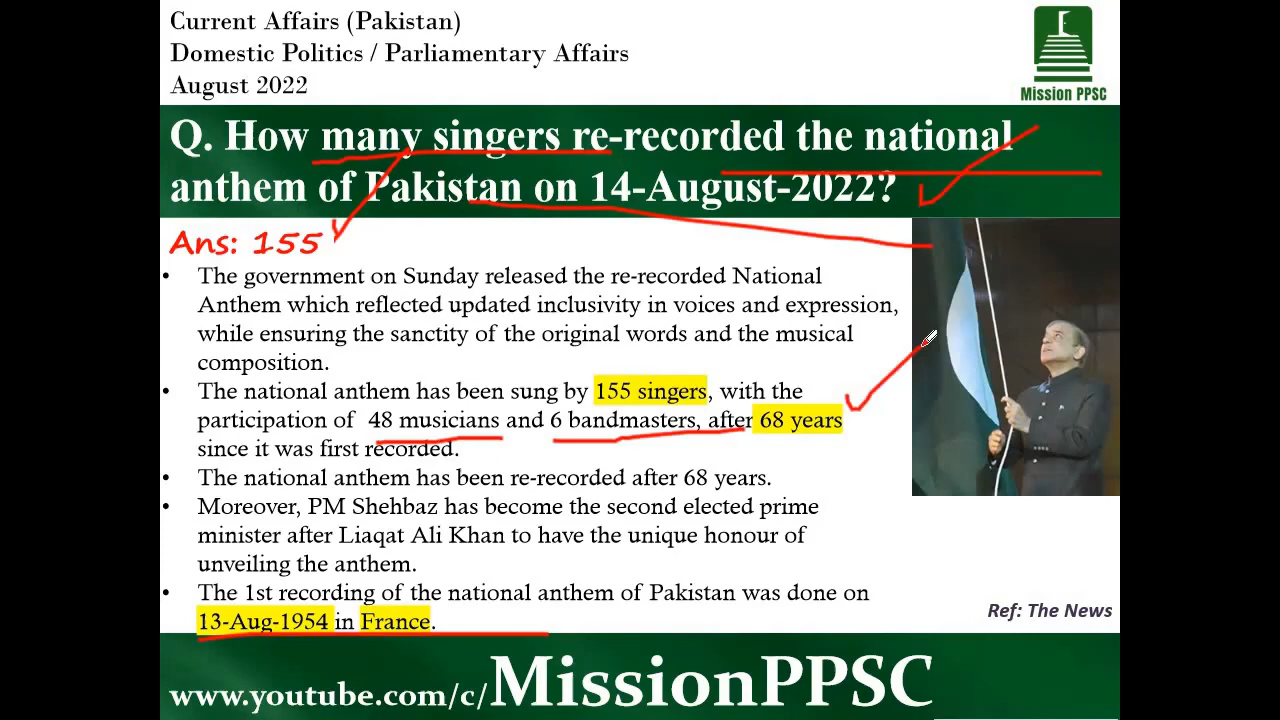 Current Affairs (Pakistan)
Domestic Politics / Parliamentary Affairs
August 2022
Mission PPSC
Q. How many singers re-recorded the national
anthem of Pakistan on 14-August-2022?
Ans: 155
• The government on Sunday released the re-recorded National
Anthem which reflected updated inclusivity in voices and expression,
while ensuring the sanctity of the original words and the musical
composition.
• The national anthem has been sung by 155 singers, with the
participation of 48 musicians and 6 bandmasters, after 68 years
since it was first recorded.
• The national anthem has been re-recorded after 68 years.
• Moreover, PM Shehbaz has become the second elected prime
minister after Liaqat Ali Khan to have the unique honour of
unveiling the anthem.
• The 1st recording of the national anthem of Pakistan was done on
13-Aug-1954 in France.
Ref: The News
www.youtube.com/c/MissionPPSC